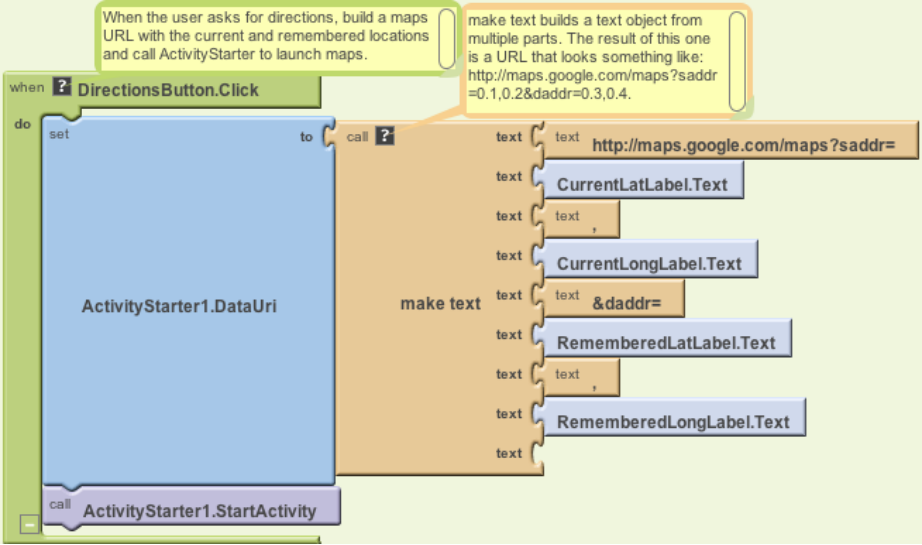 When the user asks for directions, build a maps
URL with the current and remembered locations
and call ActivityStarter to launch maps.
make text builds a text object from
multiple parts. The result of this one
is a URL that looks something like:
http://maps.google.com/maps?saddr
=0.1,0.2&daddr=0.3,0.4.
when ? DirectionsButton.Click
do
set
to
call ?
text text http://maps.google.com/maps?saddr=
text CurrentLatLabel.Text
text text ,
text CurrentLongLabel.Text
ActivityStarter1.DataUri
make text
text text &daddr=
text RememberedLatLabel.Text
text text ,
text RememberedLongLabel.Text
text
call ActivityStarter1.StartActivity